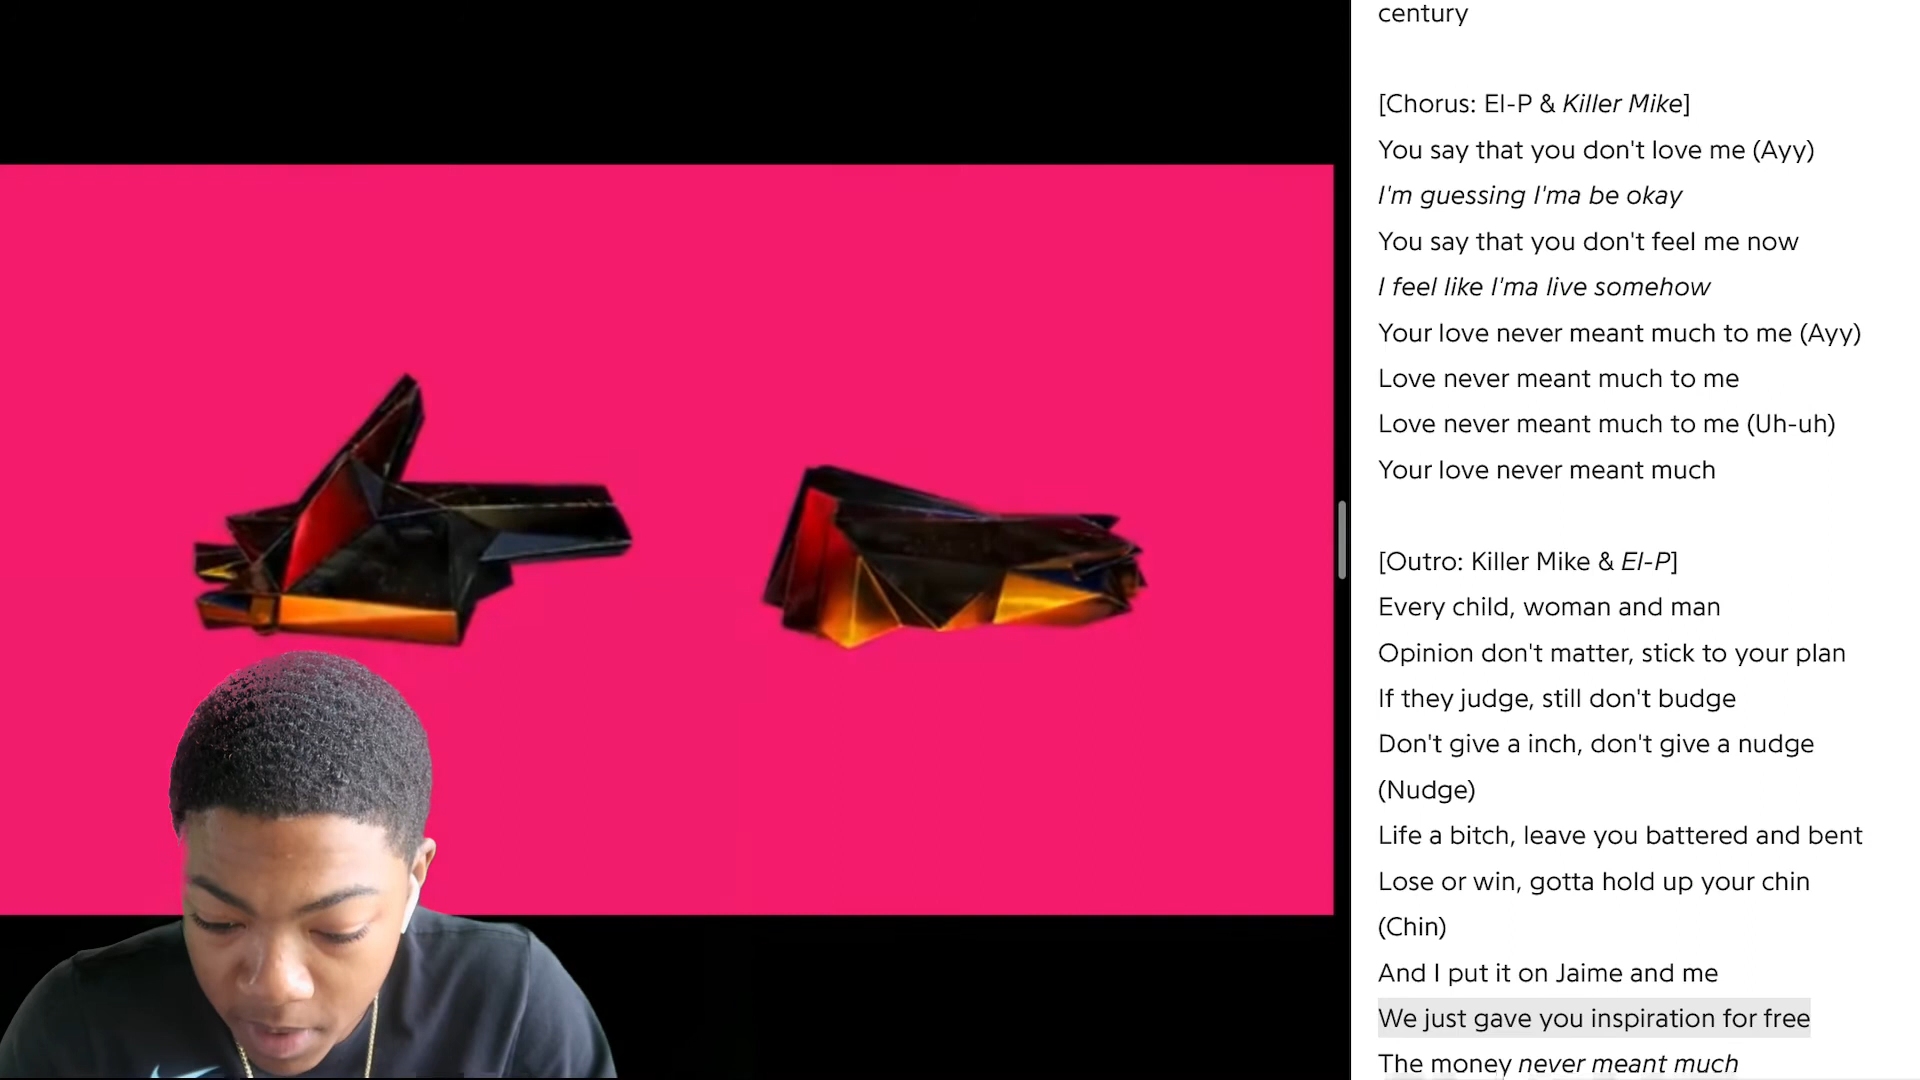 century
[Chorus: El-P & Killer Mike]
You say that you don't love me (Ayy)
I'm guessing I'ma be okay
You say that you don't feel me now
I feel like I'ma live somehow
Your love never meant much to me (Ayy)
Love never meant much to me
Love never meant much to me (Uh-uh)
Your love never meant much
[Outro: Killer Mike & El-P]
Every child, woman and man
Opinion don't matter, stick to your plan
If they judge, still don't budge
Don't give a inch, don't give a nudge
(Nudge)
Life a bitch, leave you battered and bent
Lose or win, gotta hold up your chin
(Chin)
And I put it on Jaime and me
We just gave you inspiration for free
The money never meant much